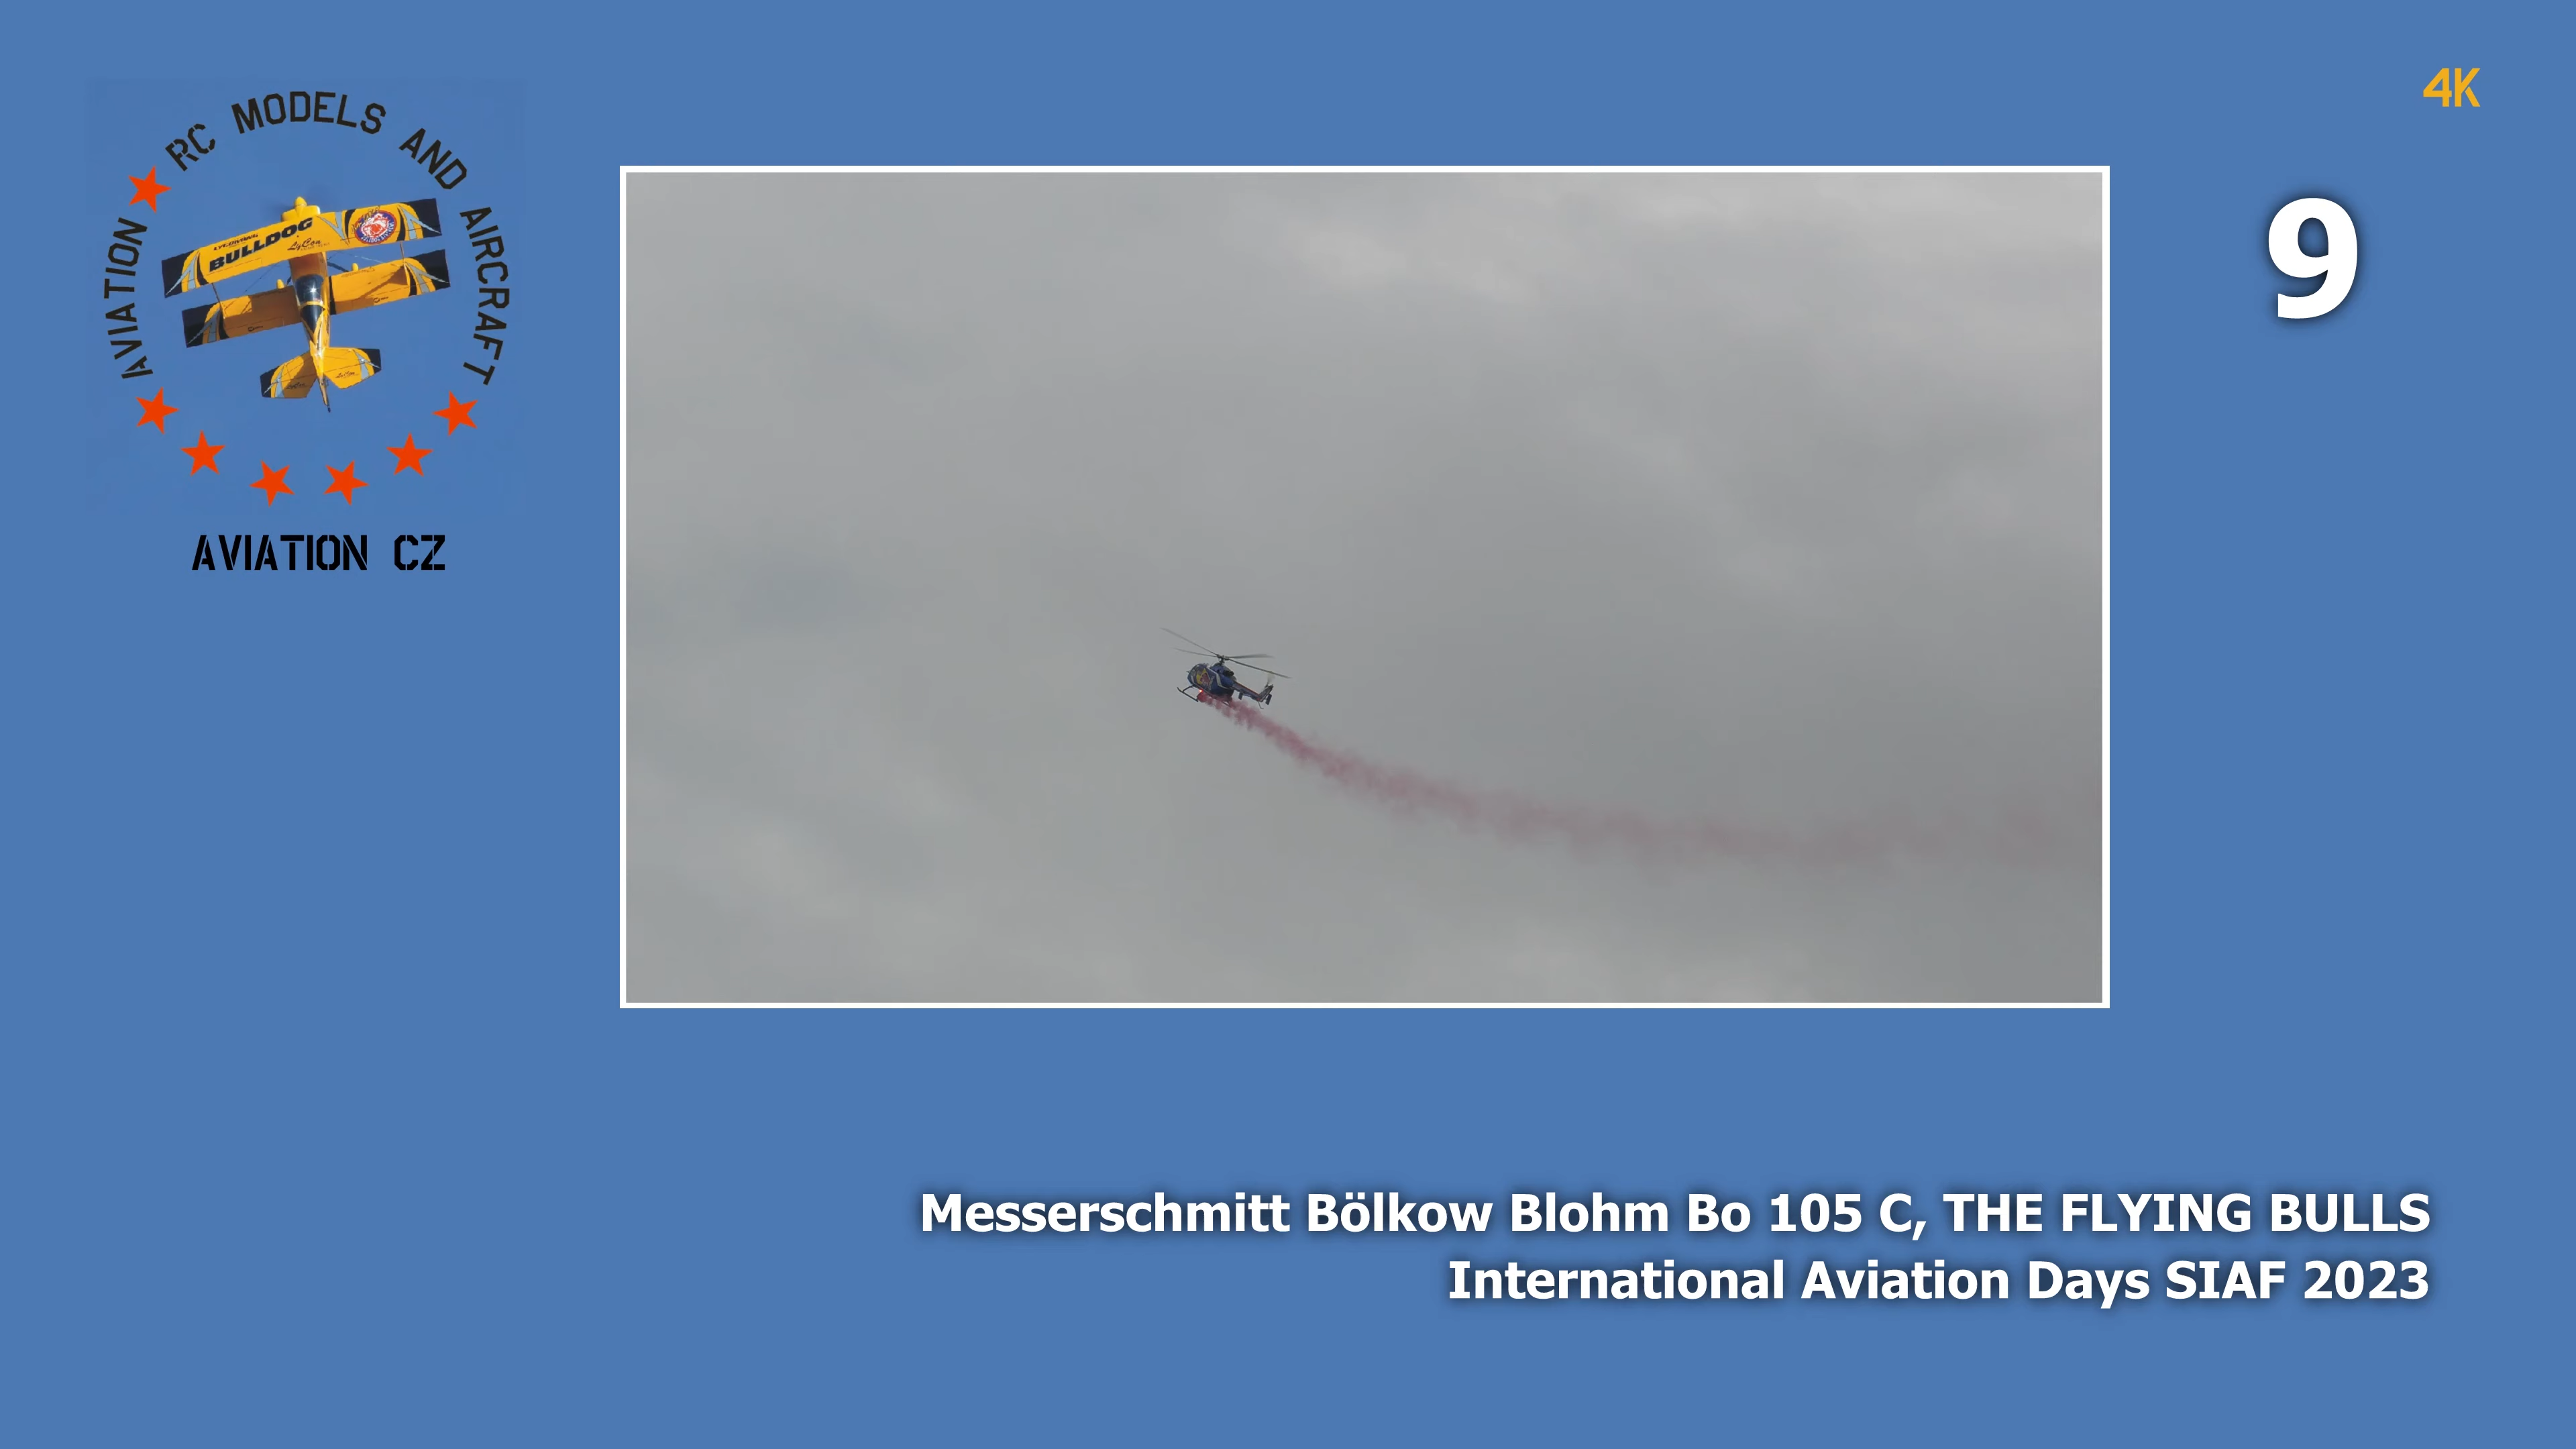 AVIATION RC MODELS AND AIRCRAFT
BULLDOG
LyCon
AVIATION CZ
4K
9
Messerschmitt Bölkow Blohm Bo 105 C, THE FLYING BULLS
International Aviation Days SIAF 2023